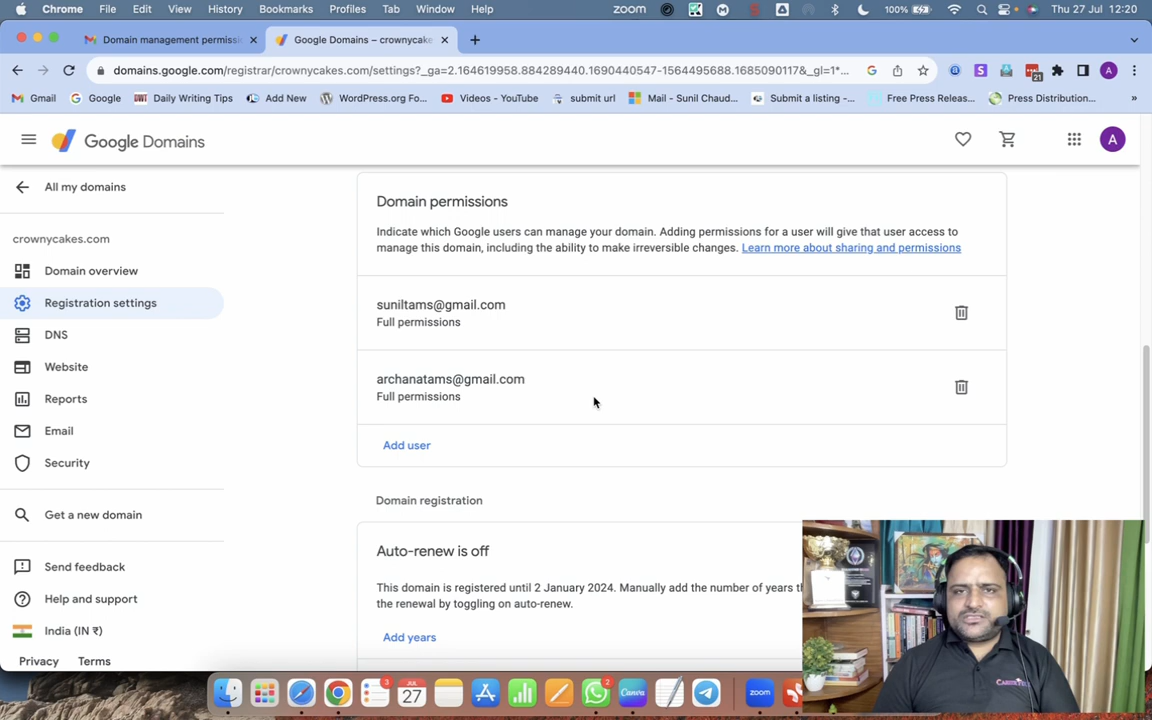 Chrome File Edit View History Bookmarks Profiles Tab Window Help zoom 100% Thu 27 Jul 12:20
Domain management permissi Google Domains – crownycake
domains.google.com/registrar/crownycakes.com/settings?_ga=2.164619958.884289440.1690440547-1564495688.1685090117&_gl=1*... 21 A
Gmail Google Daily Writing Tips Add New WordPress.org Fo... Videos - YouTube submit url Mail - Sunil Chaud... Submit a listing -... Free Press Releas... Press Distribution... »
Google Domains A
All my domains
crownycakes.com
Domain overview
Registration settings
DNS
Website
Reports
Email
Security
Get a new domain
Send feedback
Help and support
India (IN ₹)
Privacy Terms
Domain permissions
Indicate which Google users can manage your domain. Adding permissions for a user will give that user access to
manage this domain, including the ability to make irreversible changes. Learn more about sharing and permissions
suniltams@gmail.com
Full permissions
archanatams@gmail.com
Full permissions
Add user
Domain registration
Auto-renew is off
This domain is registered until 2 January 2024. Manually add the number of years t
the renewal by toggling on auto-renew.
Add years
3 JUL 27 2 Canva zoom